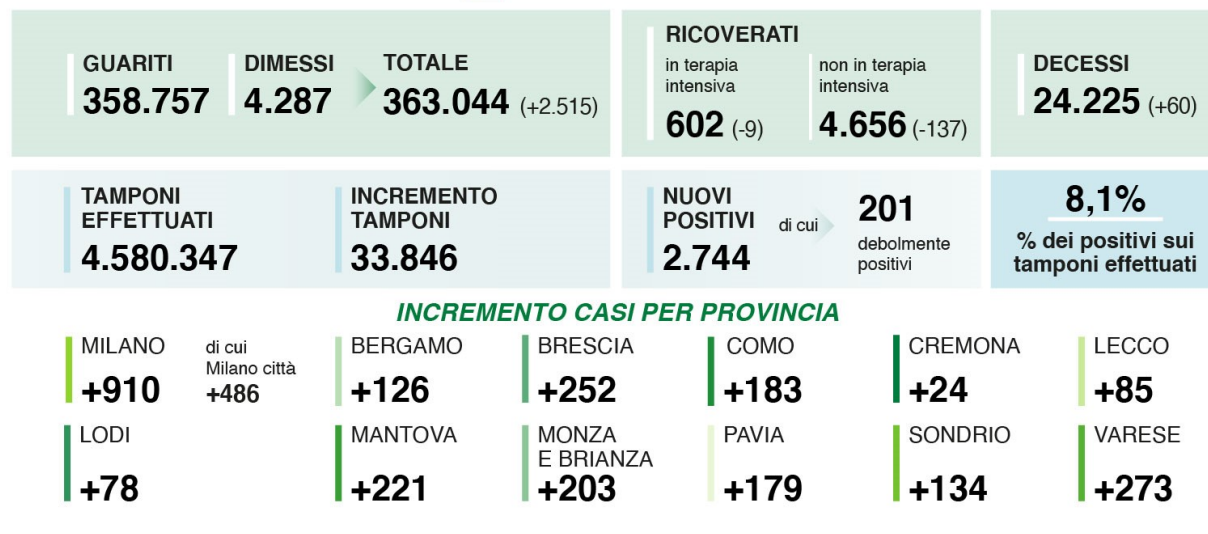 GUARITI
358.757
DIMESSI
4.287
TOTALE
363.044 (+2.515)
RICOVERATI
in terapia
intensiva
602 (-9)
non in terapia
intensiva
4.656 (-137)
DECESSI
24.225 (+60)
TAMPONI
EFFETTUATI
4.580.347
INCREMENTO
TAMPONI
33.846
NUOVI
POSITIVI
2.744
di cui
201
debolmente
positivi
8,1%
% dei positivi sui
tamponi effettuati
INCREMENTO CASI PER PROVINCIA
MILANO
+910
di cui
Milano città
+486
BERGAMO
+126
BRESCIA
+252
COMO
+183
CREMONA
+24
LECCO
+85
LODI
+78
MANTOVA
+221
MONZA
E BRIANZA
+203
PAVIA
+179
SONDRIO
+134
VARESE
+273